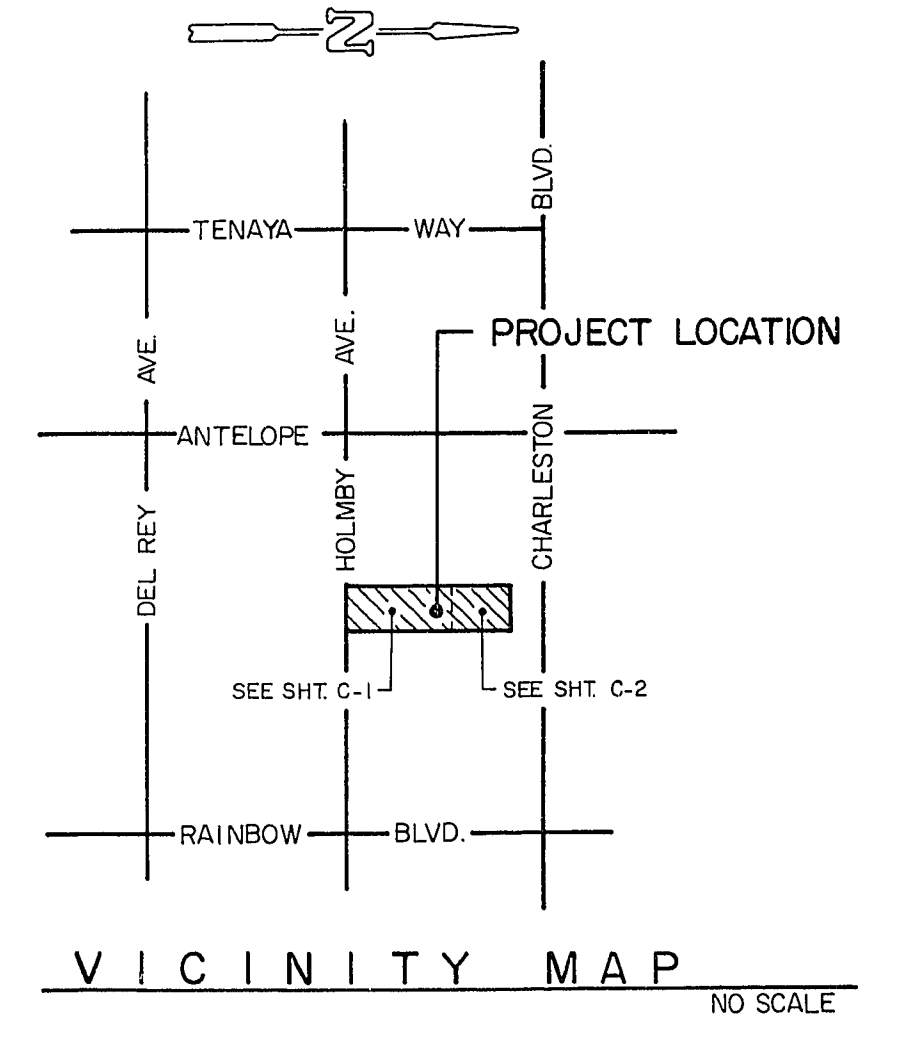 N
BLVD.
TENAYA WAY
PROJECT LOCATION
AVE.
AVE.
ANTELOPE
DEL REY
HOLMBY
CHARLESTON
SEE SHT. C-1
SEE SHT. C-2
RAINBOW BLVD.
VICINITY MAP
NO SCALE